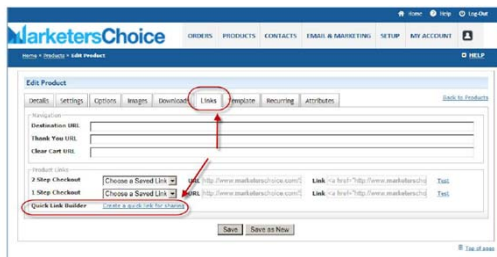 Home Help Log Out
MarketersChoice
ORDERS PRODUCTS CONTACTS EMAIL & MARKETING SETUP MY ACCOUNT
Home > Products > Edit Product
HELP
Edit Product
Details Settings Options Images Downloads Links Template Recurring Attributes
Back to Products
Navigation
Destination URL
Thank You URL
Clear Cart URL
Product Links
2 Step Checkout Choose a Saved Link URL http://www.marketerschoice.com/ Link <a href="http://www.marketerscho Test
1 Step Checkout Choose a Saved Link URL http://www.marketerschoice.com/ Link <a href="http://www.marketerscho Test
Quick Link Builder Create a quick link for sharing
Save Save as New
Top of page